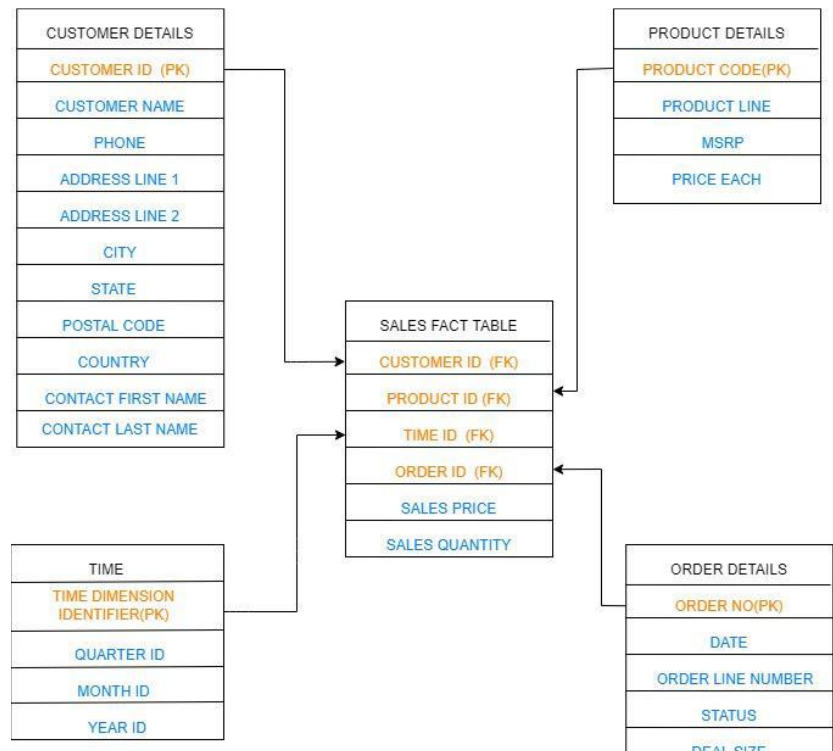 CUSTOMER DETAILS
CUSTOMER ID (PK)
CUSTOMER NAME
PHONE
ADDRESS LINE 1
ADDRESS LINE 2
CITY
STATE
POSTAL CODE
COUNTRY
CONTACT FIRST NAME
CONTACT LAST NAME
PRODUCT DETAILS
PRODUCT CODE(PK)
PRODUCT LINE
MSRP
PRICE EACH
SALES FACT TABLE
CUSTOMER ID (FK)
PRODUCT ID (FK)
TIME ID (FK)
ORDER ID (FK)
SALES PRICE
SALES QUANTITY
TIME
TIME DIMENSION
IDENTIFIER(PK)
QUARTER ID
MONTH ID
YEAR ID
ORDER DETAILS
ORDER NO(PK)
DATE
ORDER LINE NUMBER
STATUS
DEAL SIZE